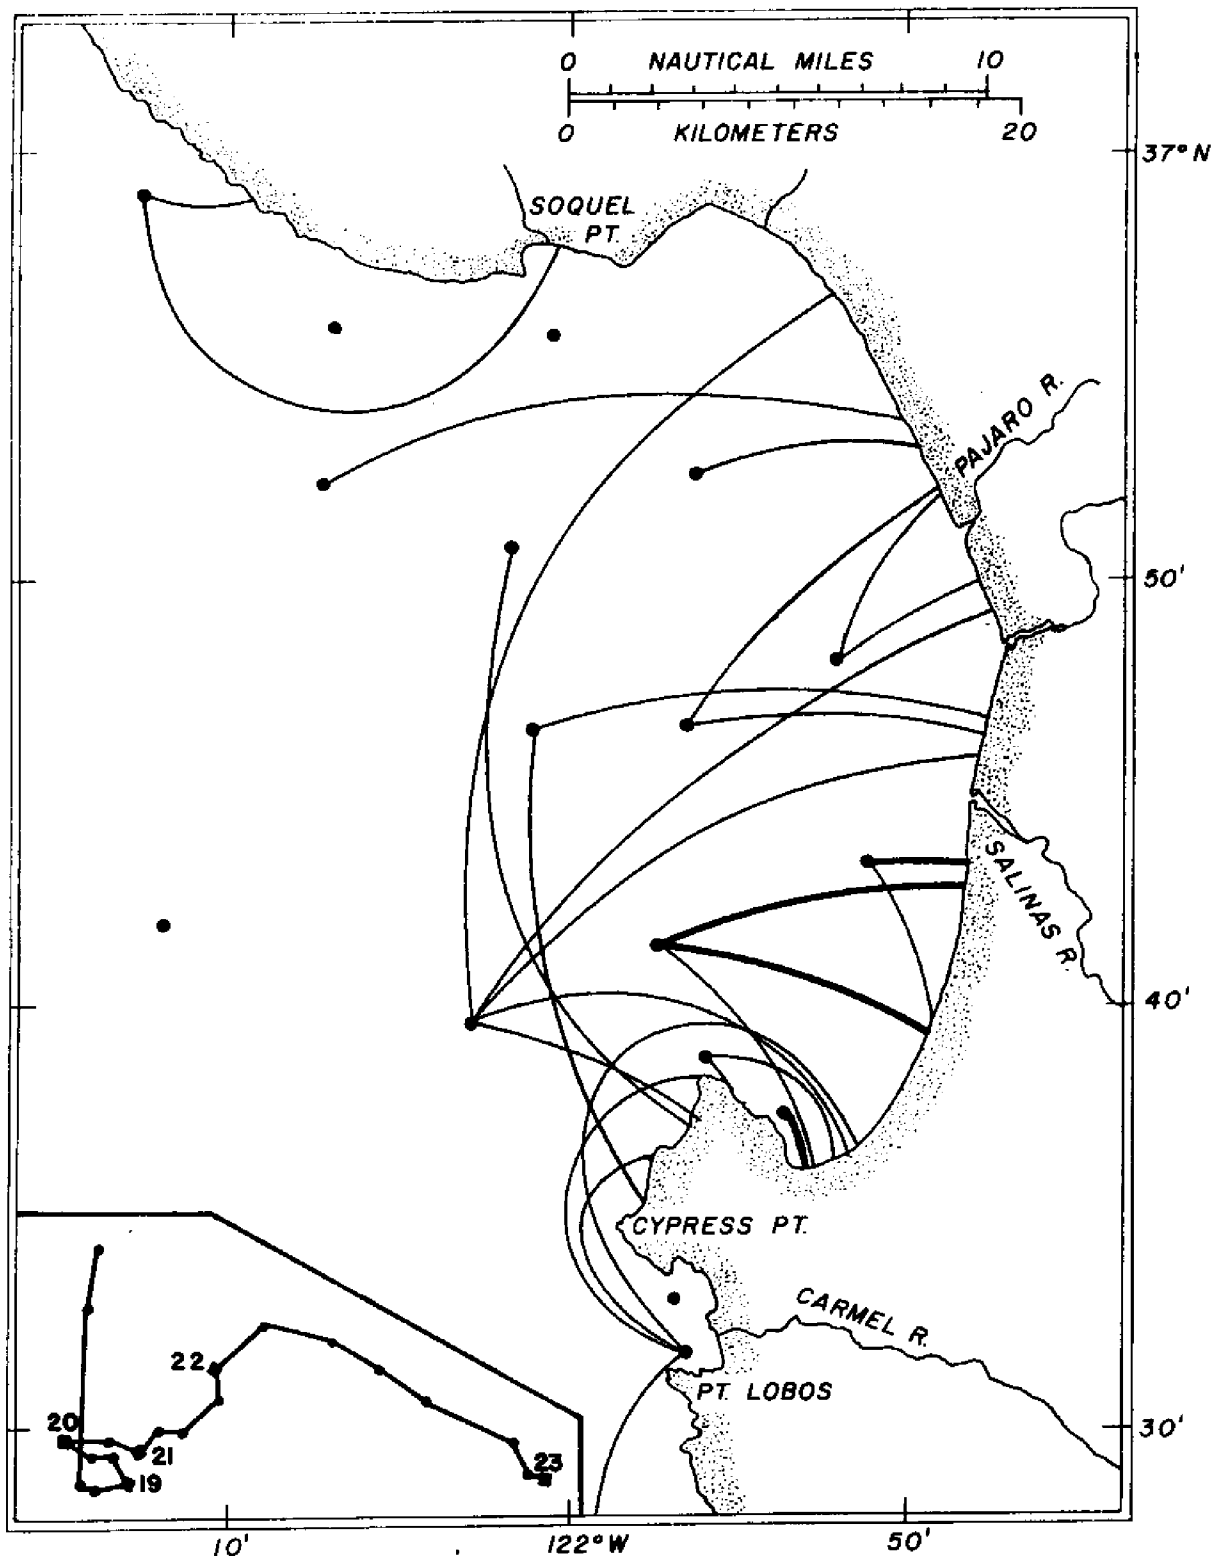 0 NAUTICAL MILES 10
0 KILOMETERS 20
37° N
SOQUEL
PT.
PAJARO R.
50'
SALINAS R.
40'
CYPRESS PT.
CARMEL R.
PT. LOBOS
22
20
21
19
23
30'
10' 122° W 50'